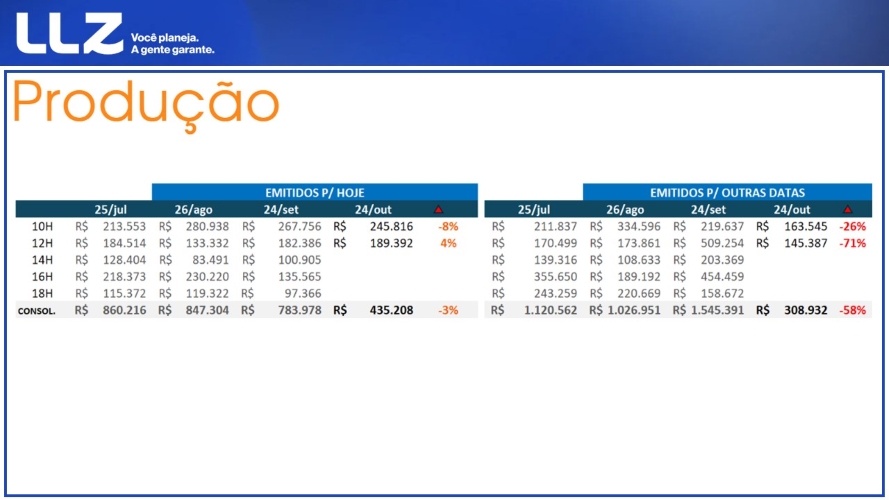 LLZ Você planeja.
A gente garante.
Produção
EMITIDOS P/ HOJE EMITIDOS P/ OUTRAS DATAS
25/jul 26/ago 24/set 24/out 25/jul 26/ago 24/set 24/out
10H R$ 213.553 R$ 280.938 R$ 267.756 R$ 245.816 -8% R$ 211.837 R$ 334.596 R$ 219.637 R$ 163.545 -26%
12H R$ 184.514 R$ 133.332 R$ 182.386 R$ 189.392 4% R$ 170.499 R$ 173.861 R$ 509.254 R$ 145.387 -71%
14H R$ 128.404 R$ 83.491 R$ 100.905 R$ 139.316 R$ 108.633 R$ 203.369
16H R$ 218.373 R$ 230.220 R$ 135.565 R$ 355.650 R$ 189.192 R$ 454.459
18H R$ 115.372 R$ 119.322 R$ 97.366 R$ 243.259 R$ 220.669 R$ 158.672
CONSOL. R$ 860.216 R$ 847.304 R$ 783.978 R$ 435.208 -3% R$ 1.120.562 R$ 1.026.951 R$ 1.545.391 R$ 308.932 -58%